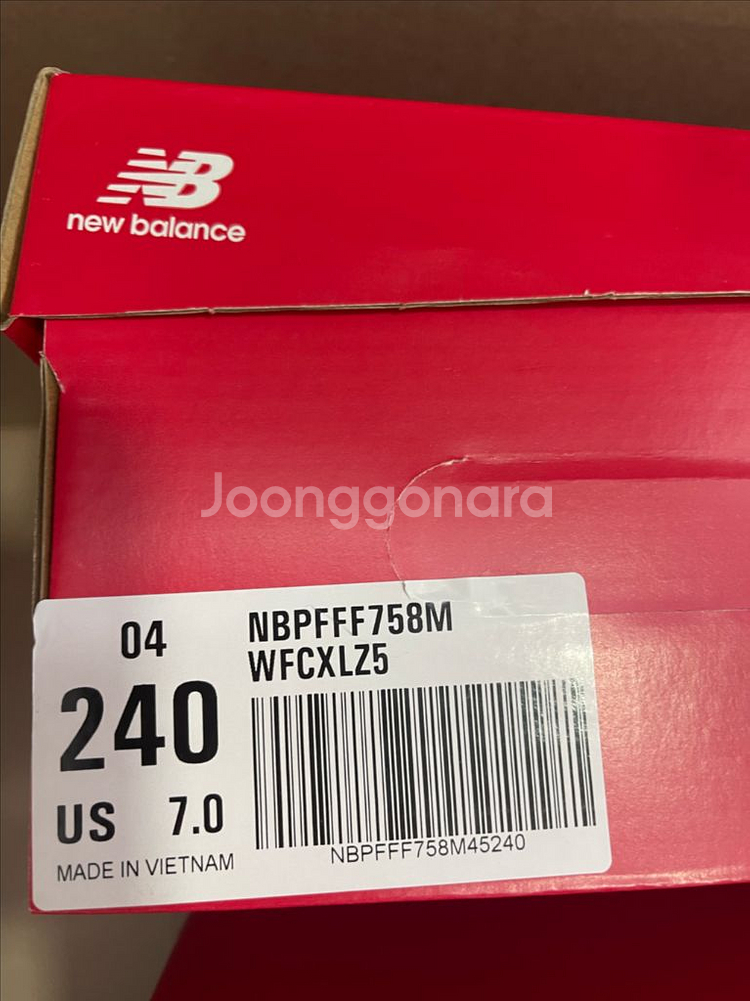 NB
new balance
Joonggonara
04
NBPFFF758M
WFCXLZ5
240
US 7.0
NBPFFF758M45240
MADE IN VIETNAM